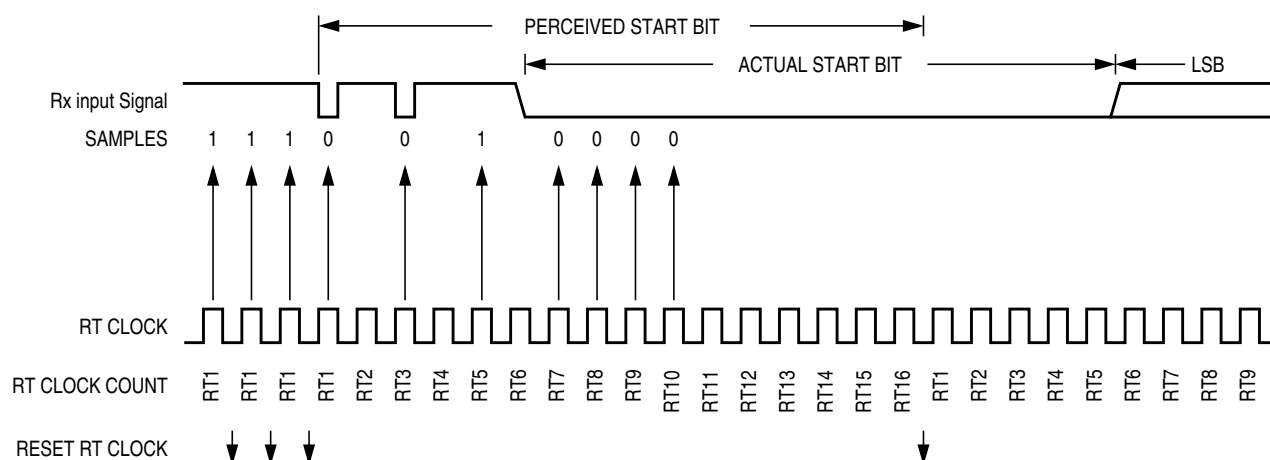 PERCEIVED START BIT
ACTUAL START BIT LSB
Rx input Signal
SAMPLES 1 1 1 0 0 1 0 0 0 0
RT CLOCK
RT CLOCK COUNT RT1 RT1 RT1 RT1 RT2 RT3 RT4 RT5 RT6 RT7 RT8 RT9 RT10 RT11 RT12 RT13 RT14 RT15 RT16 RT1 RT2 RT3 RT4 RT5 RT6 RT7 RT8 RT9
RESET RT CLOCK